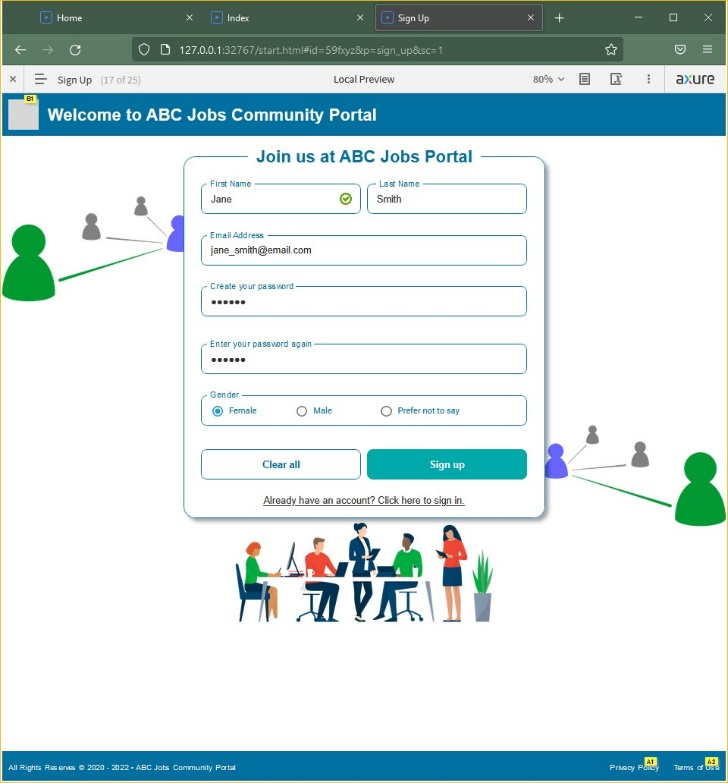 Home
Index
Sign Up
127.0.0.1:32767/start.html#id=59fxyz&p=sign_up&sc=1
Sign Up (17 of 25) Local Preview 80% axure
B1
Welcome to ABC Jobs Community Portal
Join us at ABC Jobs Portal
First Name Last Name
Jane Smith
Email Address
jane_smith@email.com
Create your password
••••••
Enter your password again
••••••
Gender
Female Male Prefer not to say
Clear all Sign up
Already have an account? Click here to sign in.
A1 A2
All Rights Reserves © 2020 - 2022 • ABC Jobs Community Portal Privacy Policy Terms of Use